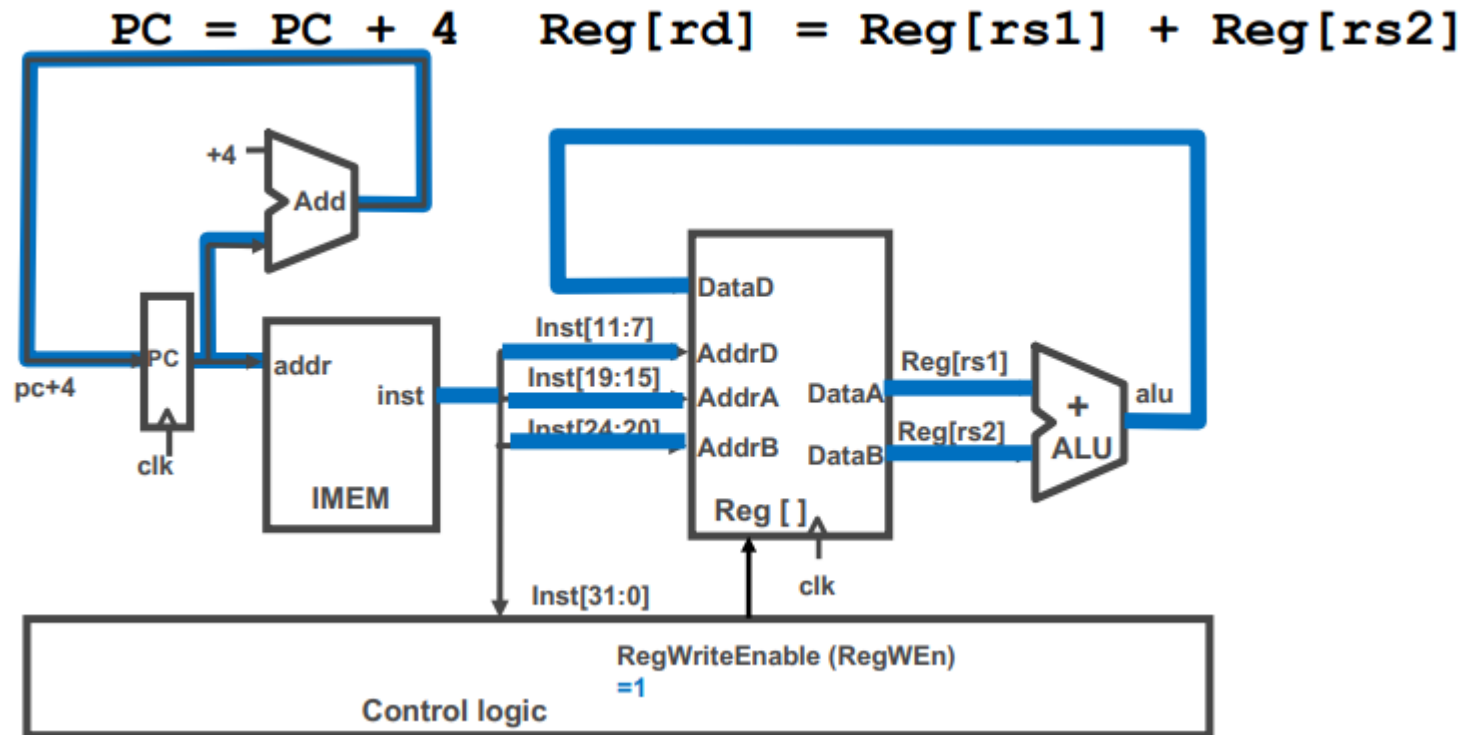 PC = PC + 4 Reg[rd] = Reg[rs1] + Reg[rs2]
+4
Add
DataD
Inst[11:7]
AddrD
PC
addr
pc+4
inst
Inst[19:15]
AddrA
DataA
Reg[rs1]
+
ALU
alu
Inst[24:20]
AddrB
DataB
Reg[rs2]
clk
IMEM
Reg [ ]
clk
Inst[31:0]
RegWriteEnable (RegWEn)
=1
Control logic